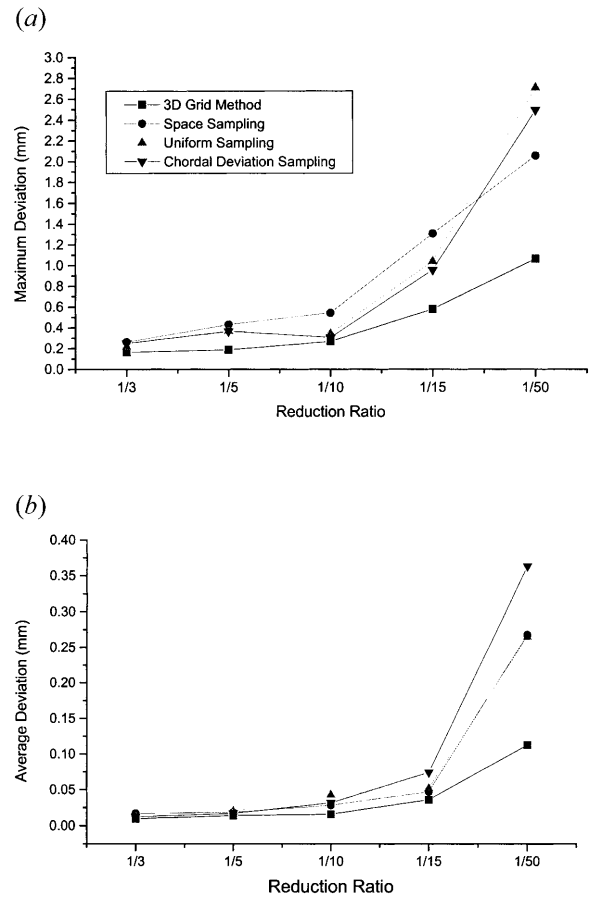 (a)
3.0
2.8
2.6
2.4
2.2
2.0
1.8
1.6
1.4
1.2
1.0
0.8
0.6
0.4
0.2
0.0
Maximum Deviation (mm)
3D Grid Method
Space Sampling
Uniform Sampling
Chordal Deviation Sampling
1/3 1/5 1/10 1/15 1/50
Reduction Ratio
(b)
0.40
0.35
0.30
0.25
0.20
0.15
0.10
0.05
0.00
Average Deviation (mm)
1/3 1/5 1/10 1/15 1/50
Reduction Ratio